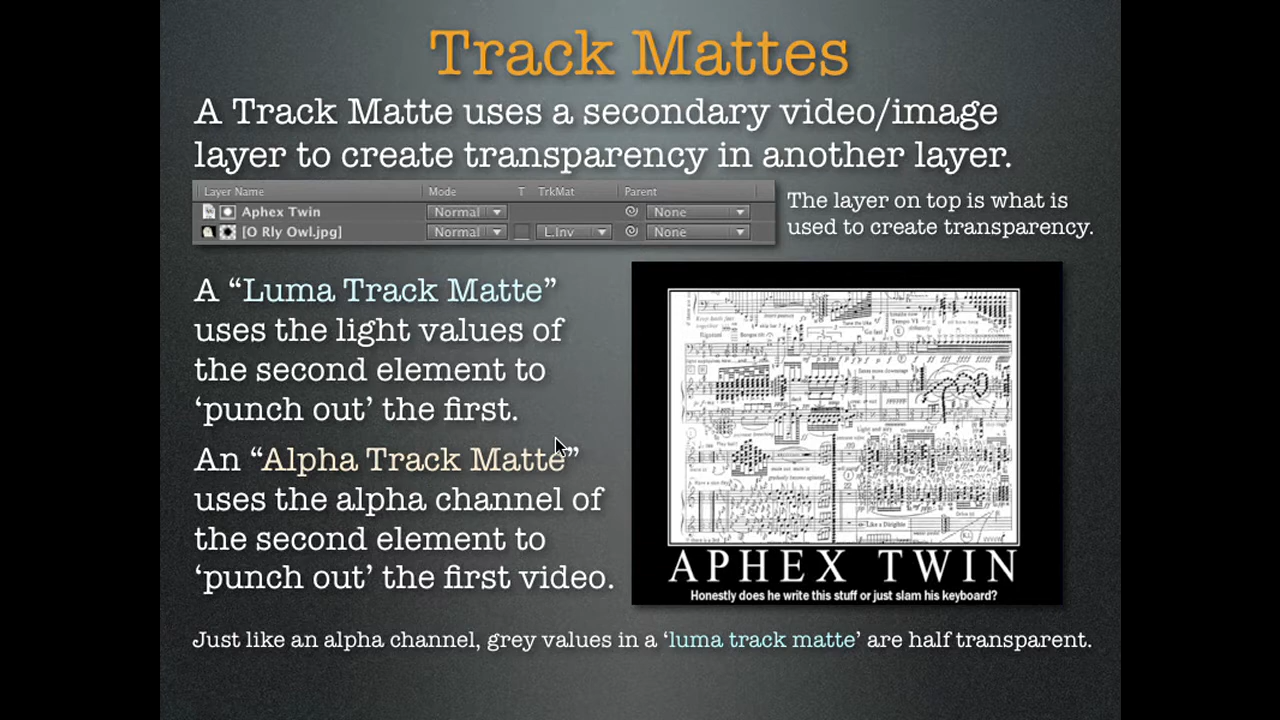 Track Mattes
A Track Matte uses a secondary video/image
layer to create transparency in another layer.
Layer Name Mode T TrkMat Parent
Aphex Twin Normal None
[O Rly Owl.jpg] Normal L.Inv None
The layer on top is what is
used to create transparency.
A “Luma Track Matte”
uses the light values of
the second element to
‘punch out’ the first.
An “Alpha Track Matte”
uses the alpha channel of
the second element to
‘punch out’ the first video.
Like a Dirigible
APHEX TWIN
Honestly does he write this stuff or just slam his keyboard?
Just like an alpha channel, grey values in a ‘luma track matte’ are half transparent.